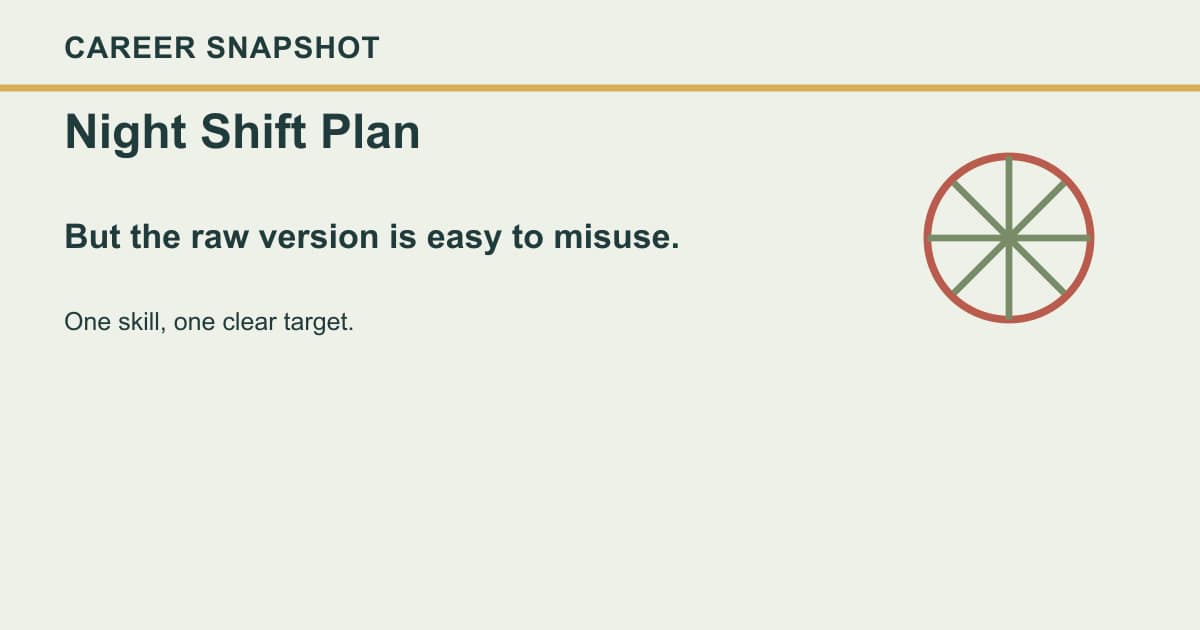 CAREER SNAPSHOT
Night Shift Plan
But the raw version is easy to misuse.
One skill, one clear target.